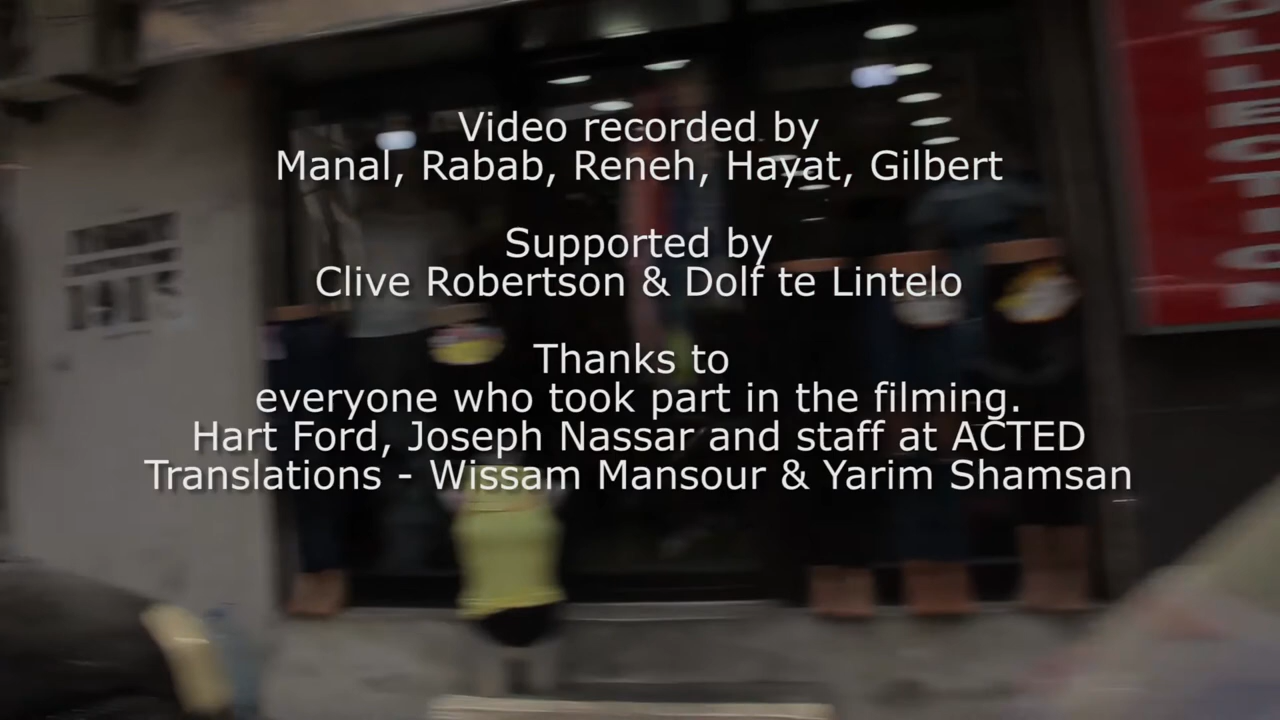 Video recorded by
Manal, Rabab, Reneh, Hayat, Gilbert
Supported by
Clive Robertson & Dolf te Lintelo
Thanks to
everyone who took part in the filming.
Hart Ford, Joseph Nassar and staff at ACTED
Translations - Wissam Mansour & Yarim Shamsan